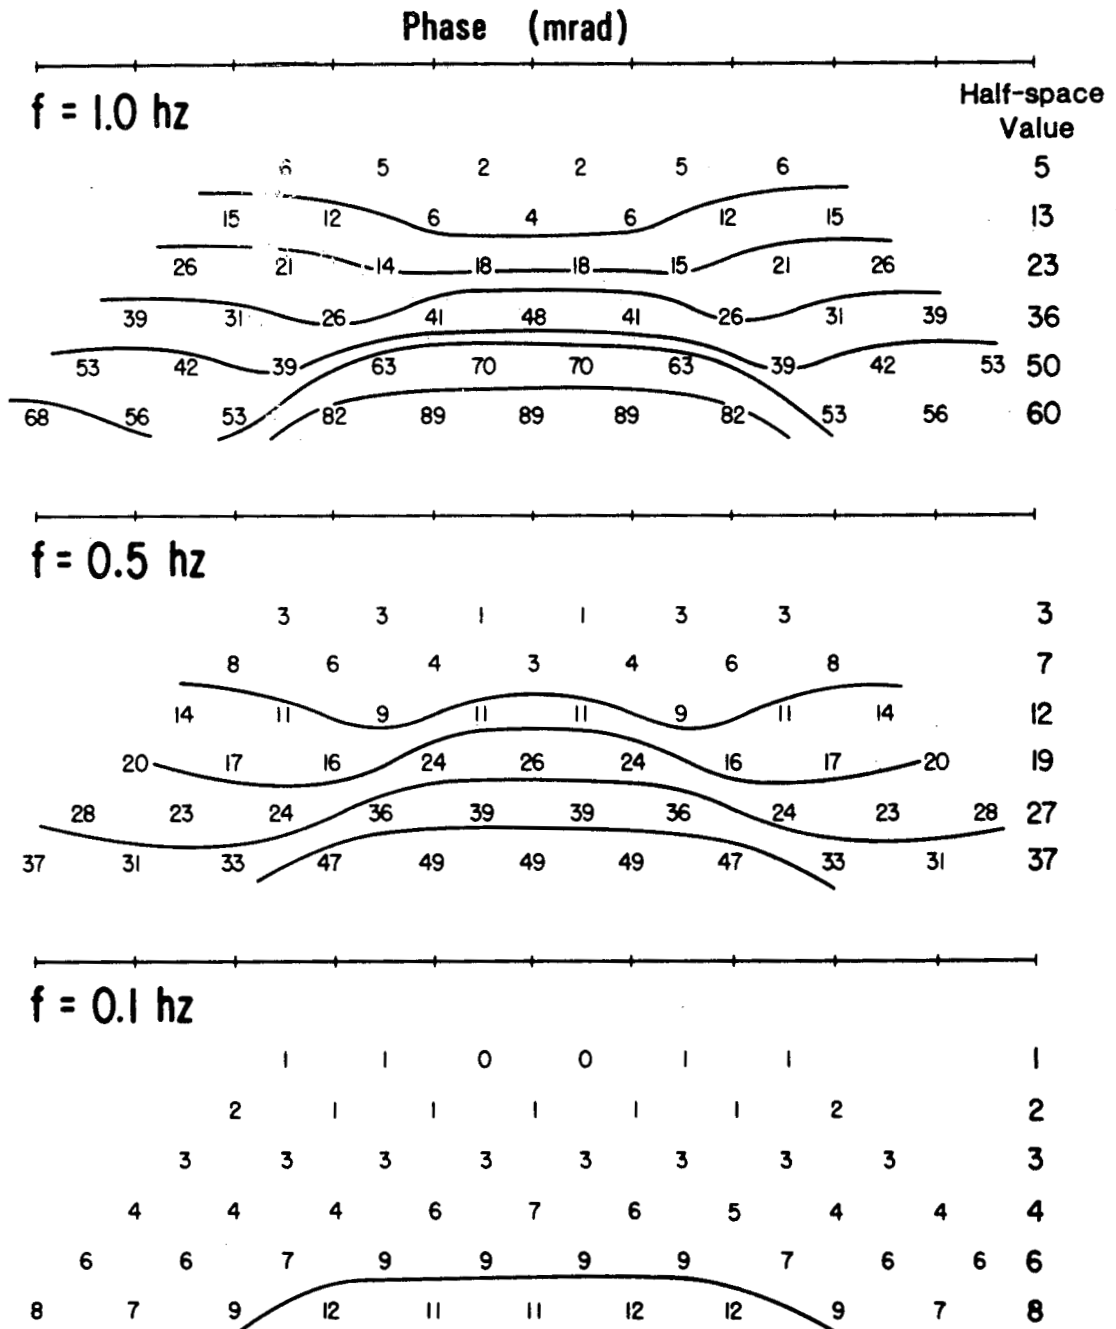 Phase (mrad)
f = 1.0 hz
Half-space
Value
6 5 2 2 5 6 5
15 12 6 4 6 12 15 13
26 21 14 18 18 15 21 26 23
39 31 26 41 48 41 26 31 39 36
53 42 39 63 70 70 63 39 42 53 50
68 56 53 82 89 89 89 82 53 56 60
f = 0.5 hz
3 3 1 1 3 3 3
8 6 4 3 4 6 8 7
14 11 9 11 11 9 11 14 12
20 17 16 24 26 24 16 17 20 19
28 23 24 36 39 39 36 24 23 28 27
37 31 33 47 49 49 49 47 33 31 37
f = 0.1 hz
1 1 0 0 1 1 1
2 1 1 1 1 1 2 2
3 3 3 3 3 3 3 3 3
4 4 4 6 7 6 5 4 4 4
6 6 7 9 9 9 9 7 6 6 6
8 7 9 12 11 11 12 12 9 7 8